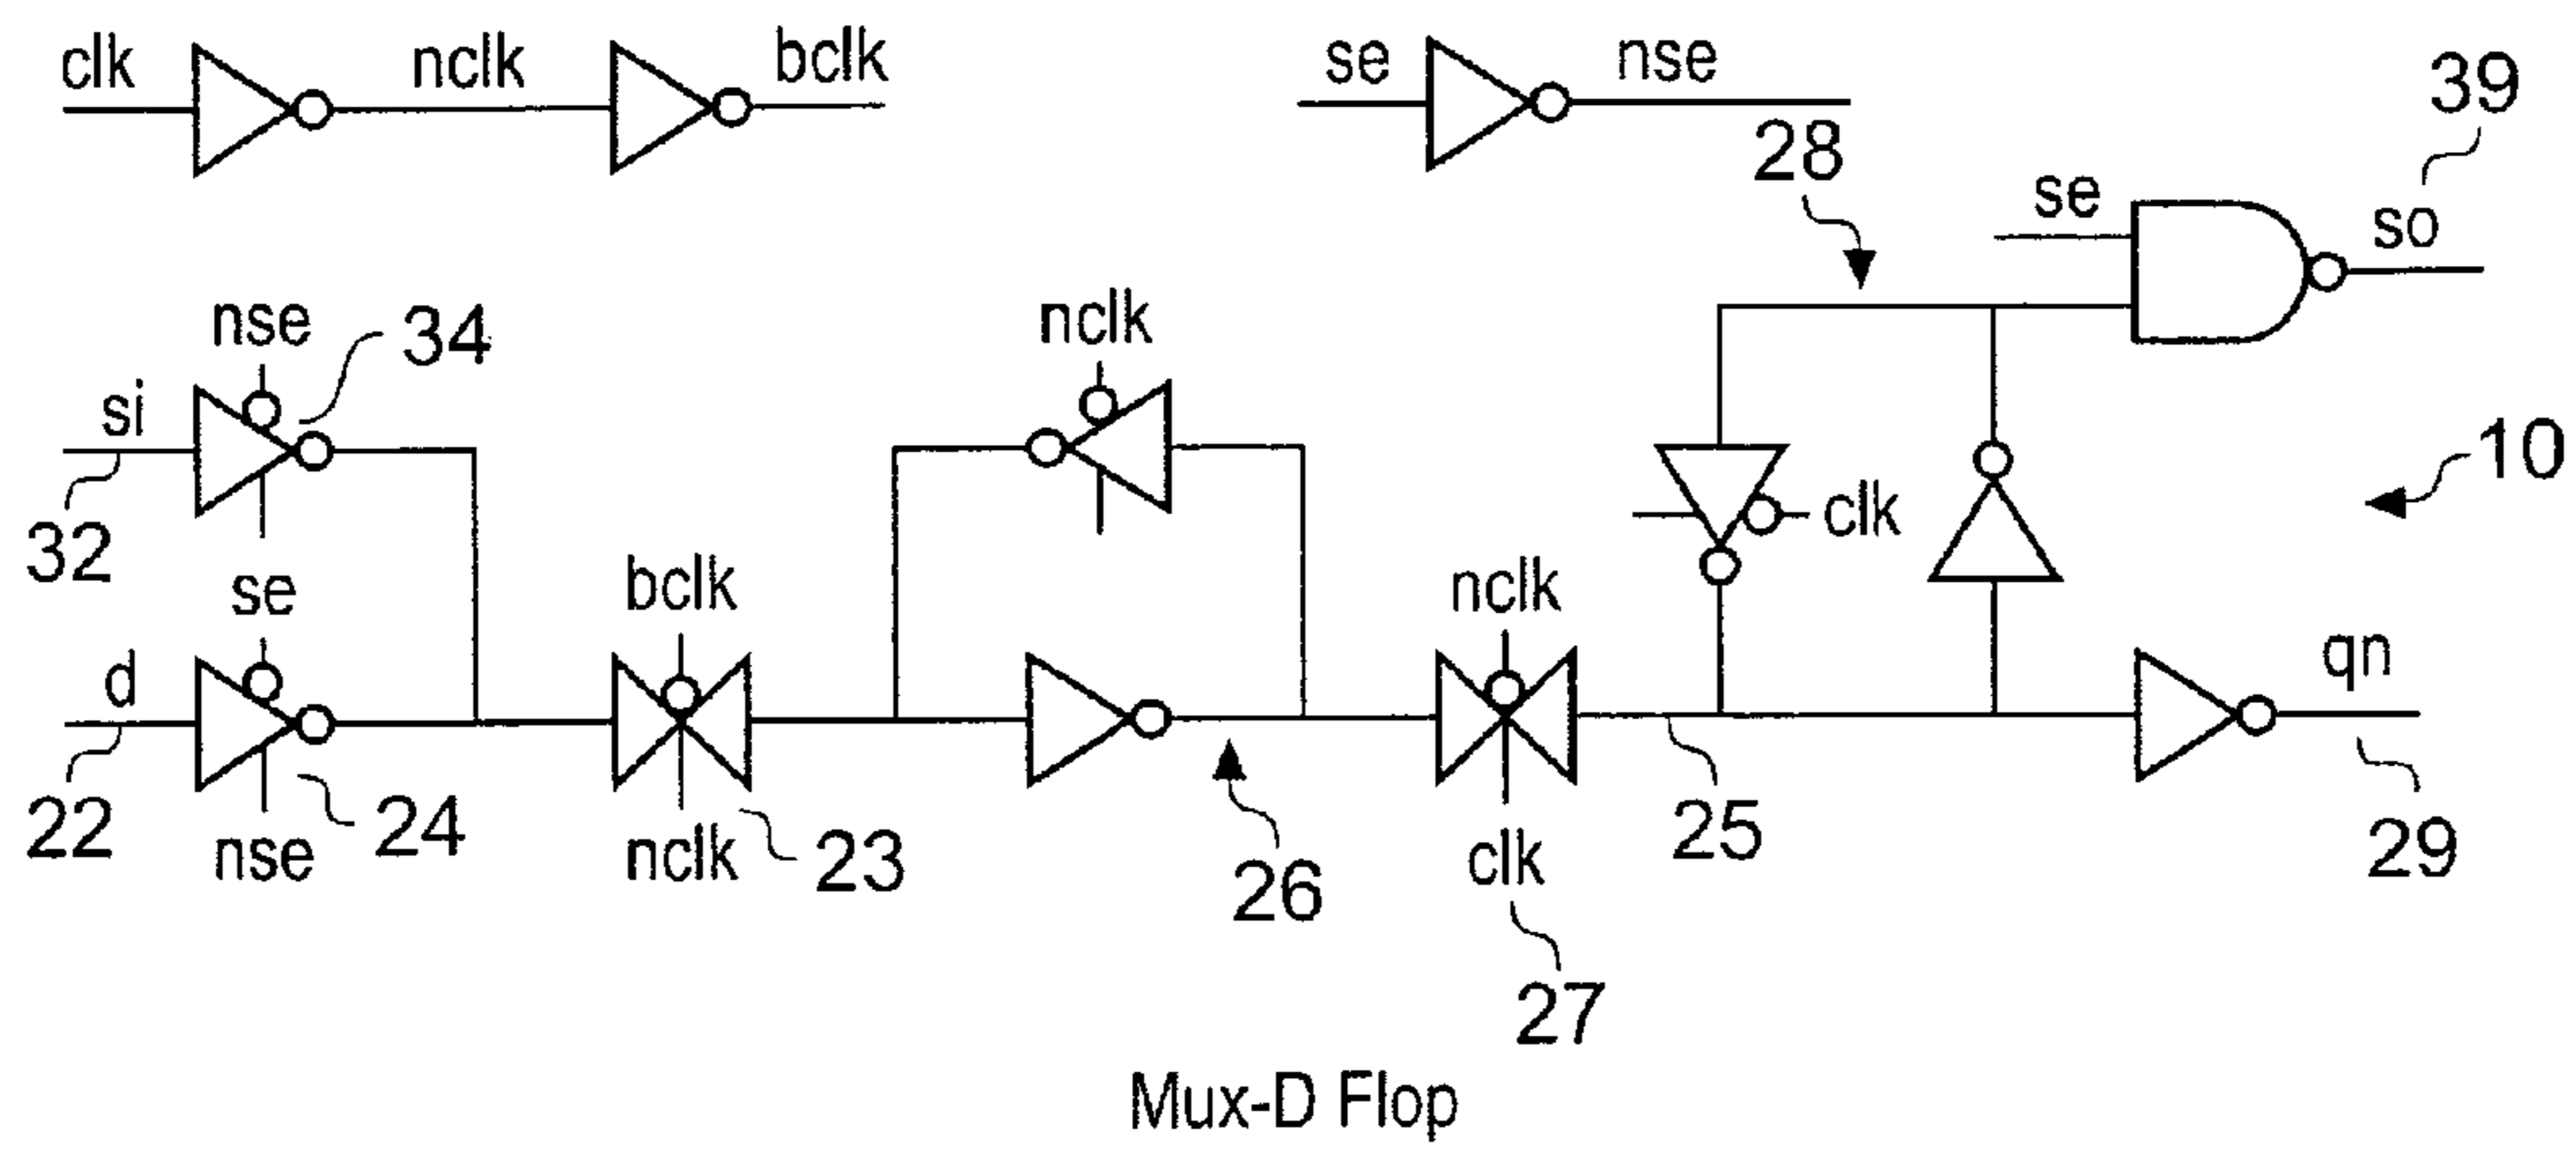 clk
nclk
bclk
se
nse
39
28
se
so
nse
34
nclk
si
10
32
clk
se
bclk
nclk
d
qn
22
nse
24
nclk
23
26
clk
25
29
27
Mux-D Flop